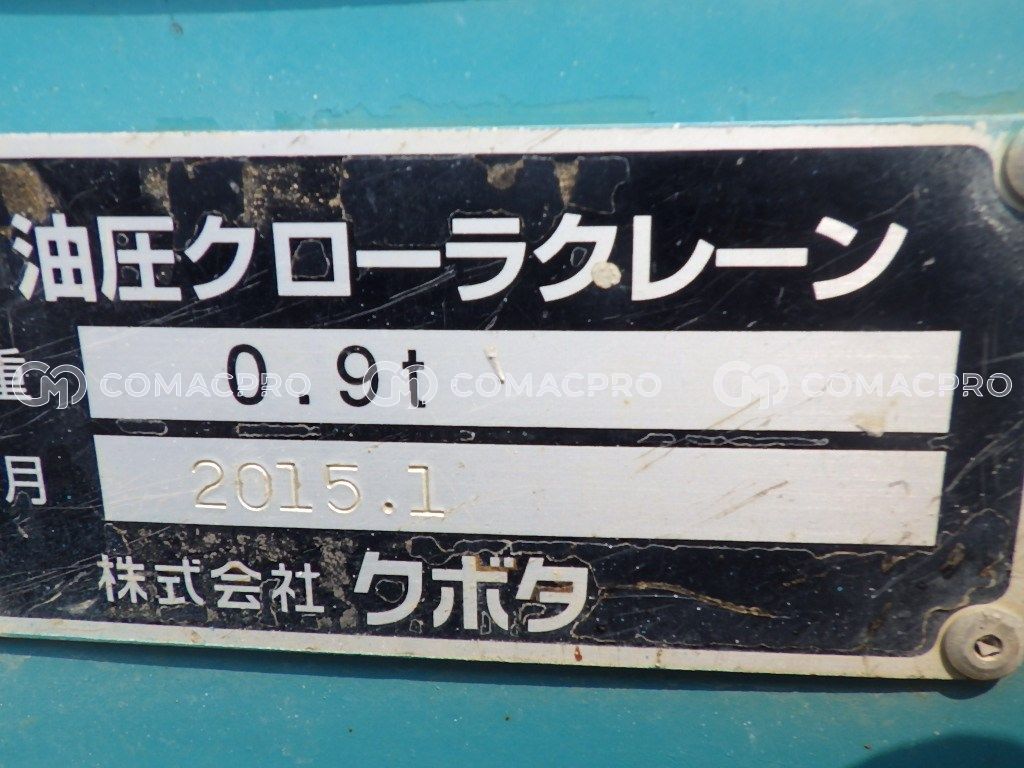 油圧クローラクレーン
重 0.9t
COMACPRO COMACPRO COMACPRO
月 2015.1
株式会社 クボタ